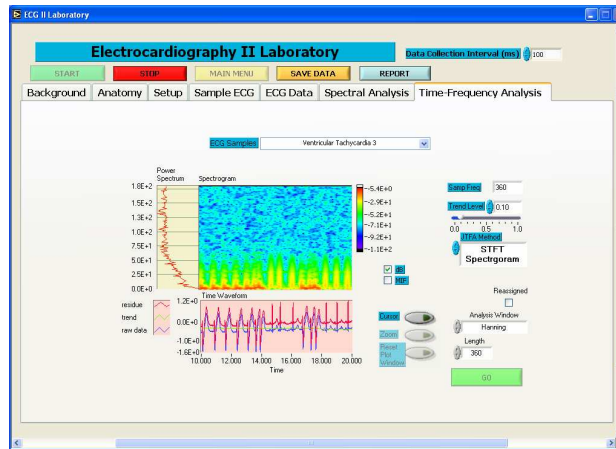 ECG II Laboratory
Electrocardiography II Laboratory
Data Collection Interval (ms) 100
START STOP MAIN MENU SAVE DATA REPORT
Background Anatomy Setup Sample ECG ECG Data Spectral Analysis Time-Frequency Analysis
ECG Samples Ventricular Tachycardia 3
Power Spectrum
Spectrogram
1.8E+2
1.5E+2
1.3E+2
1.0E+2
7.5E+1
5.0E+1
2.5E+1
0.0E+0
-5.4E+0
-2.9E+1
-5.2E+1
-7.1E+1
-9.2E+1
-1.1E+2
Samp Freq 360
Trend Level 0.10
0.0 0.5 1.0
JTFA Method
STFT
Spectrgoram
dB
MIF
Reassigned
Time Waveform
residue
trend
raw data
1.2E+0
0.0E+0
-1.0E+0
-1.6E+0
10.000 12.000 14.000 16.000 18.000 20.000
Time
Cursor
Zoom
Reset
Plot
Window
Analysis Window
Hanning
Length
360
GO